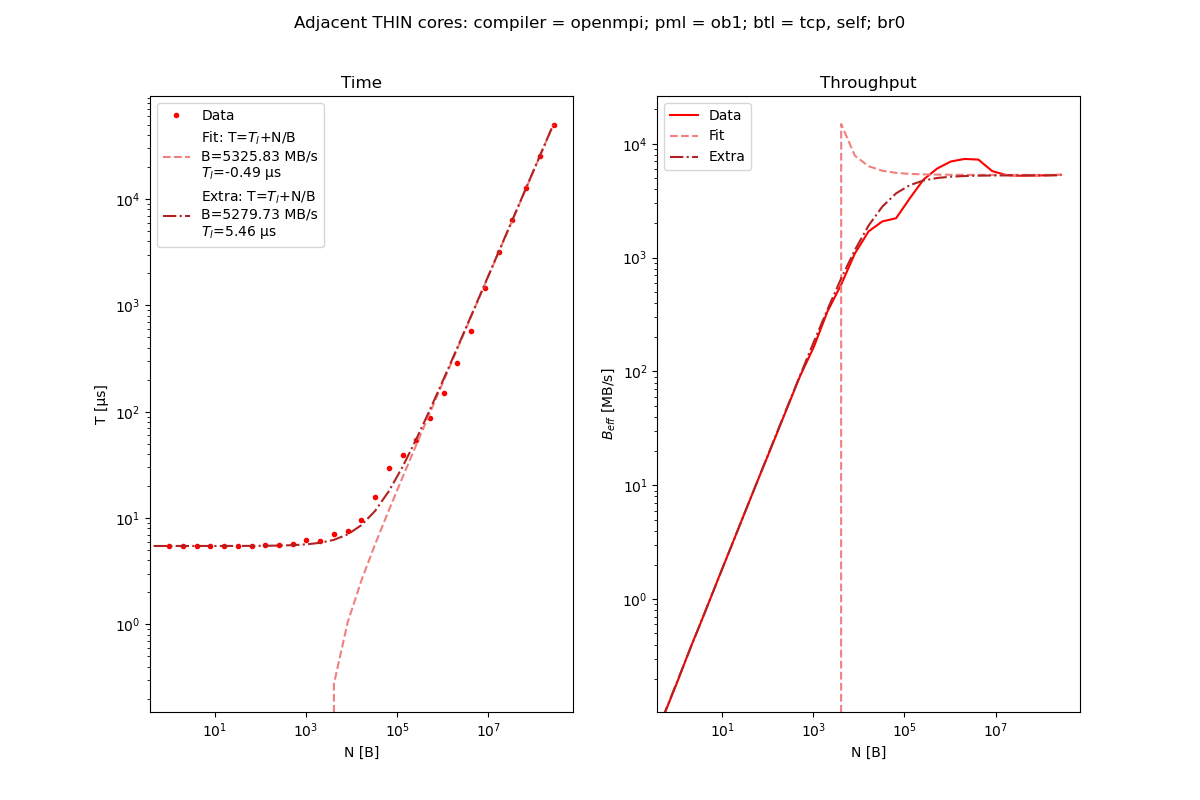 Adjacent THIN cores: compiler = openmpi; pml = ob1; btl = tcp, self; br0
Time
Data
Fit: T=T_l+N/B
B=5325.83 MB/s
T_l=-0.49 μs
Extra: T=T_l+N/B
B=5279.73 MB/s
T_l=5.46 μs
10^4
10^3
10^2
10^1
10^0
T [μs]
10^1
10^3
10^5
10^7
N [B]
Throughput
Data
Fit
Extra
10^4
10^3
10^2
10^1
10^0
B_eff [MB/s]
10^1
10^3
10^5
10^7
N [B]